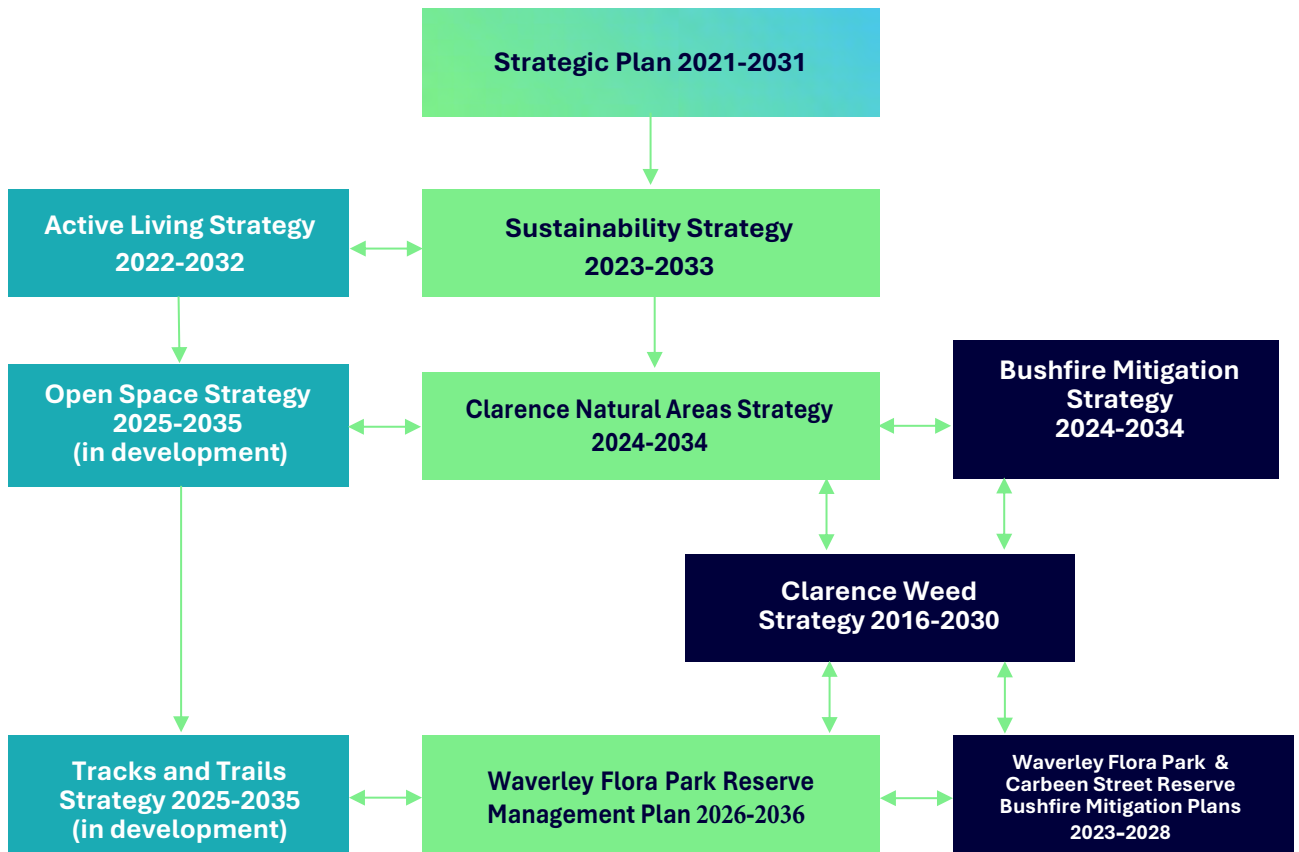 Strategic Plan 2021-2031
Active Living Strategy
2022-2032
Sustainability Strategy
2023-2033
Open Space Strategy
2025-2035
(in development)
Clarence Natural Areas Strategy
2024-2034
Bushfire Mitigation
Strategy
2024-2034
Clarence Weed
Strategy 2016-2030
Tracks and Trails
Strategy 2025-2035
(in development)
Waverley Flora Park Reserve
Management Plan 2026-2036
Waverley Flora Park &
Carbeen Street Reserve
Bushfire Mitigation Plans
2023–2028